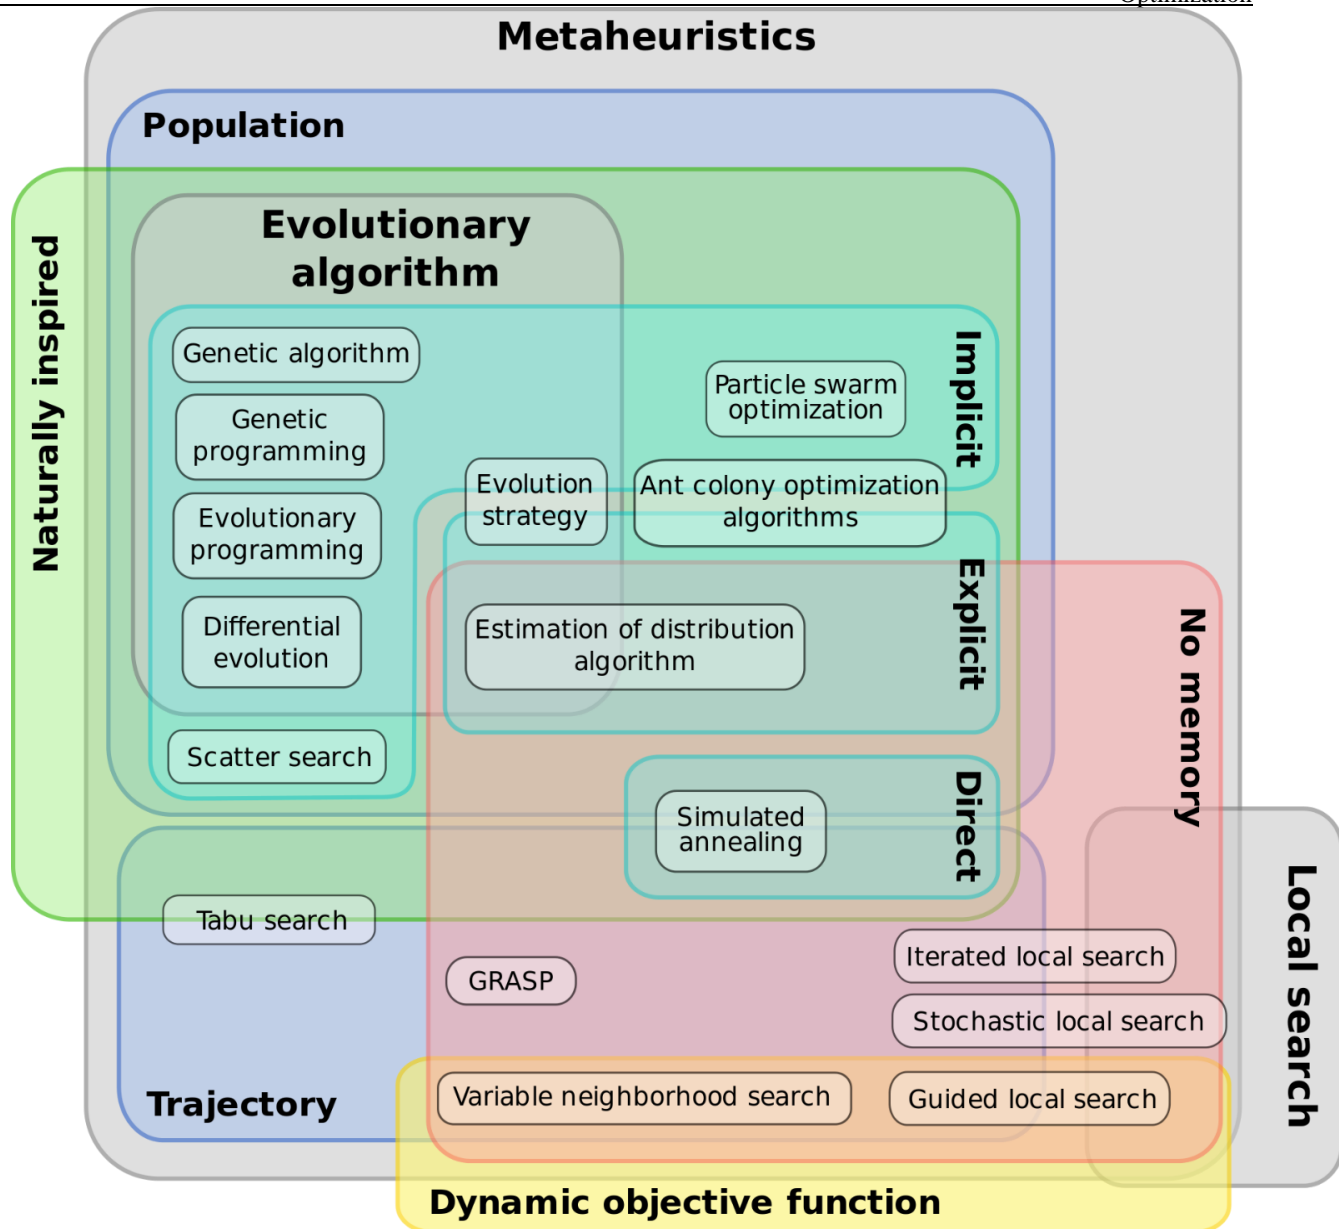 Optimization
Metaheuristics
Population
Naturally inspired
Evolutionary
algorithm
Implicit
Genetic algorithm
Particle swarm
optimization
Genetic
programming
Evolution
strategy
Ant colony optimization
algorithms
Evolutionary
programming
Explicit
Differential
evolution
Estimation of distribution
algorithm
No memory
Scatter search
Direct
Simulated
annealing
Local search
Tabu search
Iterated local search
GRASP
Stochastic local search
Trajectory
Variable neighborhood search
Guided local search
Dynamic objective function